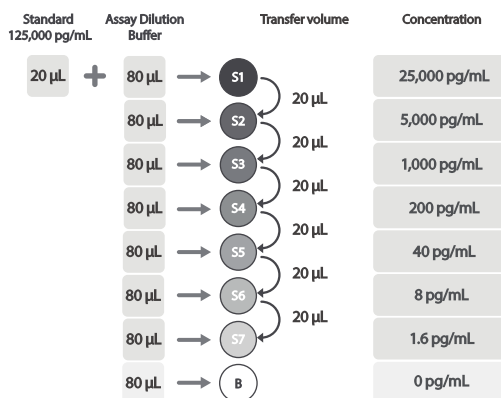 Standard
125,000 pg/mL
Assay Dilution
Buffer
Transfer volume
Concentration
20 µL + 80 µL S1 25,000 pg/mL
20 µL
80 µL S2 5,000 pg/mL
20 µL
80 µL S3 1,000 pg/mL
20 µL
80 µL S4 200 pg/mL
20 µL
80 µL S5 40 pg/mL
20 µL
80 µL S6 8 pg/mL
20 µL
80 µL S7 1.6 pg/mL
80 µL B 0 pg/mL